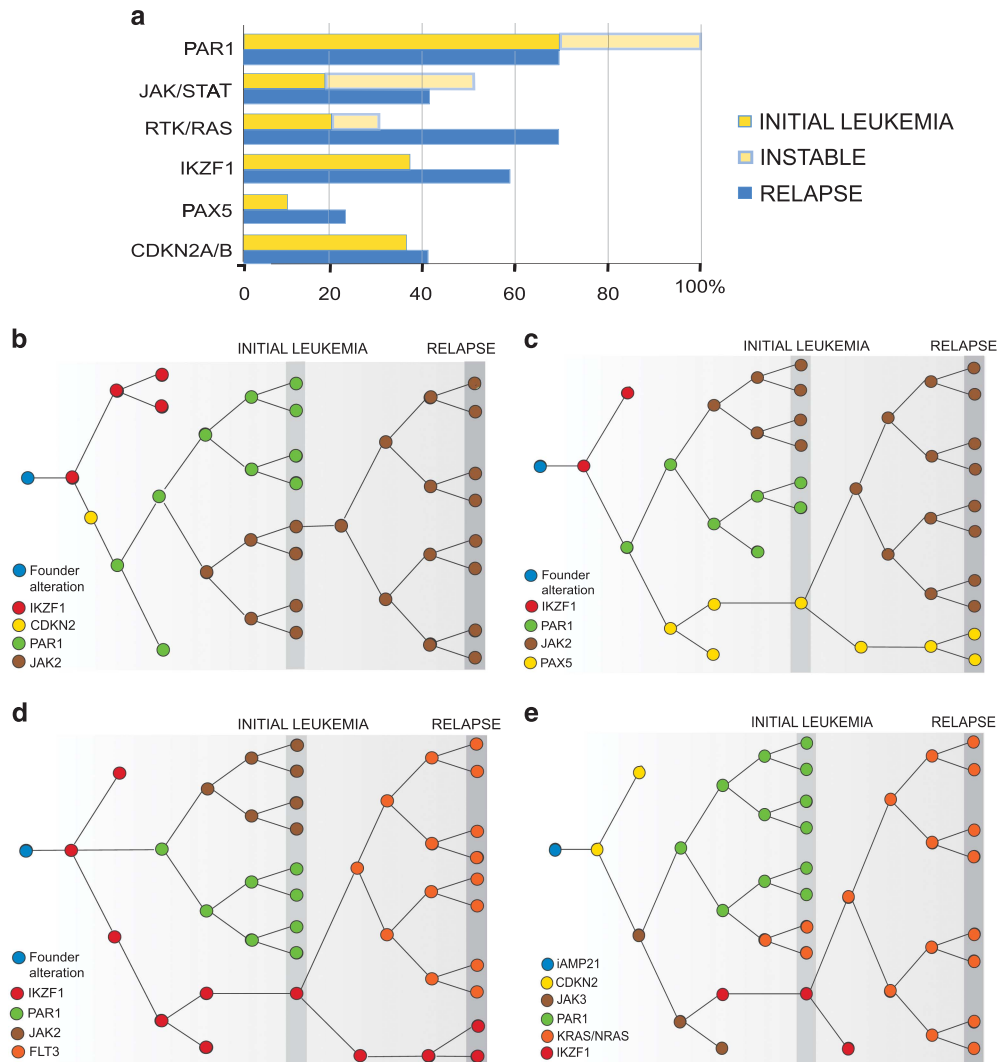 a
PAR1
JAK/STAT
RTK/RAS
IKZF1
PAX5
CDKN2A/B
0 20 40 60 80 100%
INITIAL LEUKEMIA
INSTABLE
RELAPSE
b
INITIAL LEUKEMIA RELAPSE
Founder
alteration
IKZF1
CDKN2
PAR1
JAK2
c
INITIAL LEUKEMIA RELAPSE
Founder
alteration
IKZF1
PAR1
JAK2
PAX5
d
INITIAL LEUKEMIA RELAPSE
Founder
alteration
IKZF1
PAR1
JAK2
FLT3
e
INITIAL LEUKEMIA RELAPSE
iAMP21
CDKN2
JAK3
PAR1
KRAS/NRAS
IKZF1